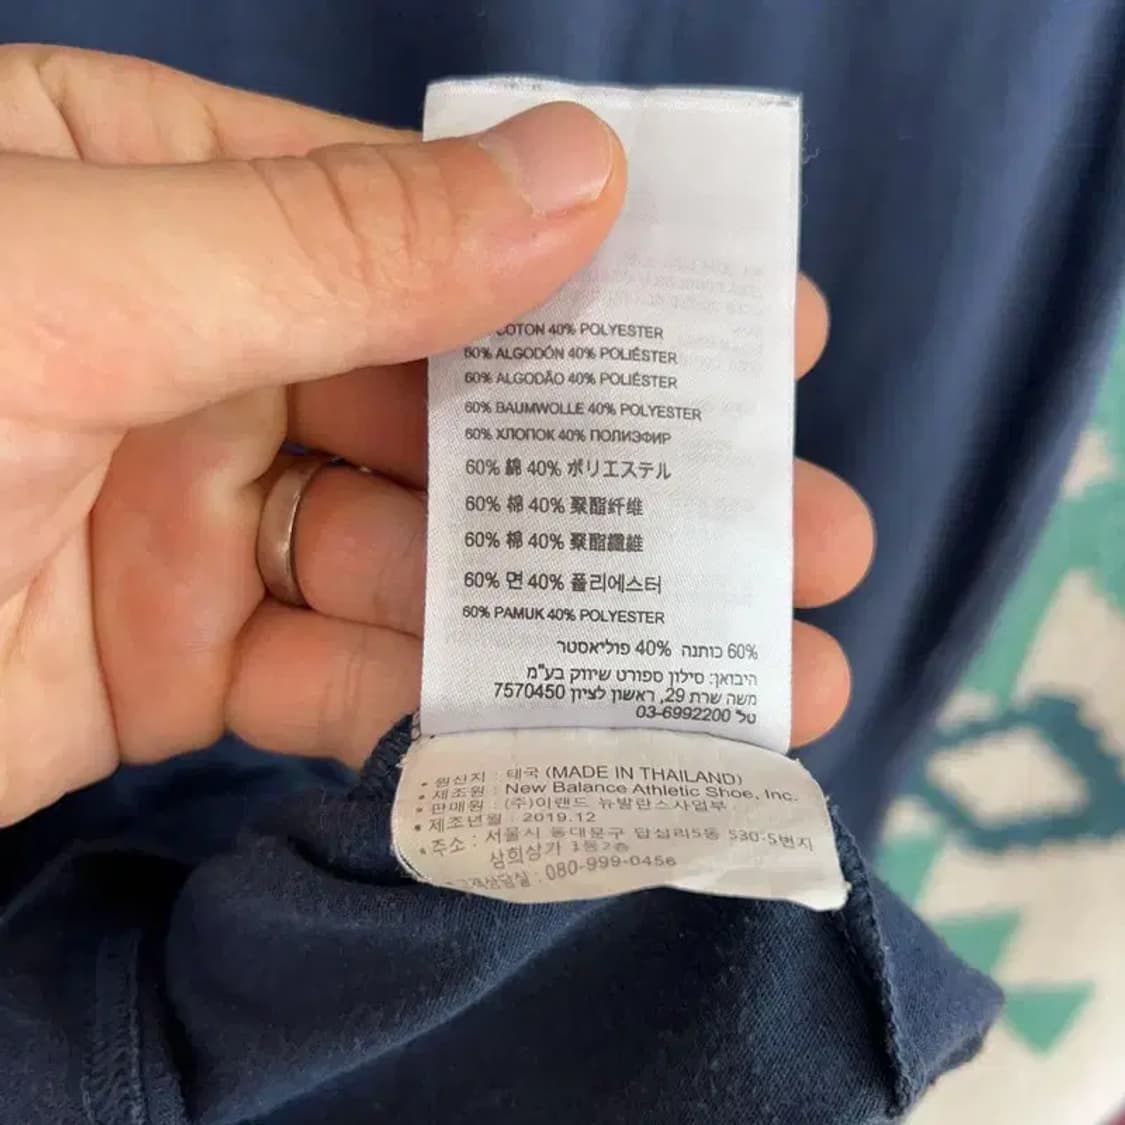 COTON 40% POLYESTER
60% ALGODÓN 40% POLIÉSTER
60% ALGODÃO 40% POLIÉSTER
60% BAUMWOLLE 40% POLYESTER
60% ХЛОПОК 40% ПОЛИЭФИР
60% 綿 40% ポリエステル
60% 棉 40% 聚酯纤维
60% 棉 40% 聚酯纖維
60% 면 40% 폴리에스터
60% PAMUK 40% POLYESTER
60% כותנה 40% פוליאסטר
היבואן: סילון ספורט שיווק בע"מ
משה שרת 29, ראשון לציון 7570450
טל 03-6992200
• 원산지 : 태국 (MADE IN THAILAND)
• 제조원 : New Balance Athletic Shoe, Inc.
• 판매원 : (주)이랜드 뉴발란스사업부
• 제조년월 : 2019.12
• 주소 : 서울시 동대문구 답십리5동 530-5번지
삼희상가 1동2층
고객상담실 : 080-999-0456